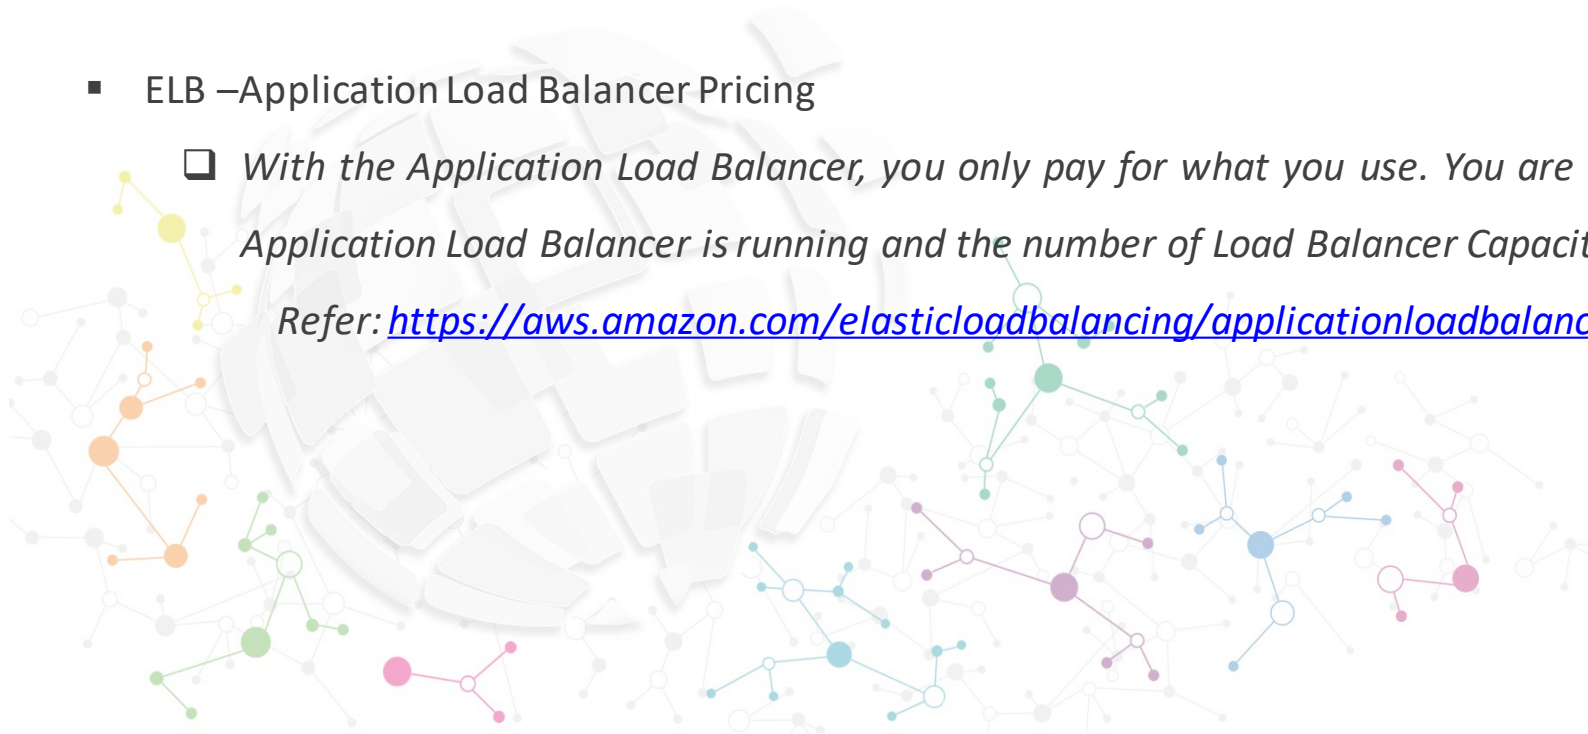 ▪ ELB –Application Load Balancer Pricing
❑ With the Application Load Balancer, you only pay for what you use. You are
Application Load Balancer is running and the number of Load Balancer Capacit
Refer: https://aws.amazon.com/elasticloadbalancing/applicationloadbalanc